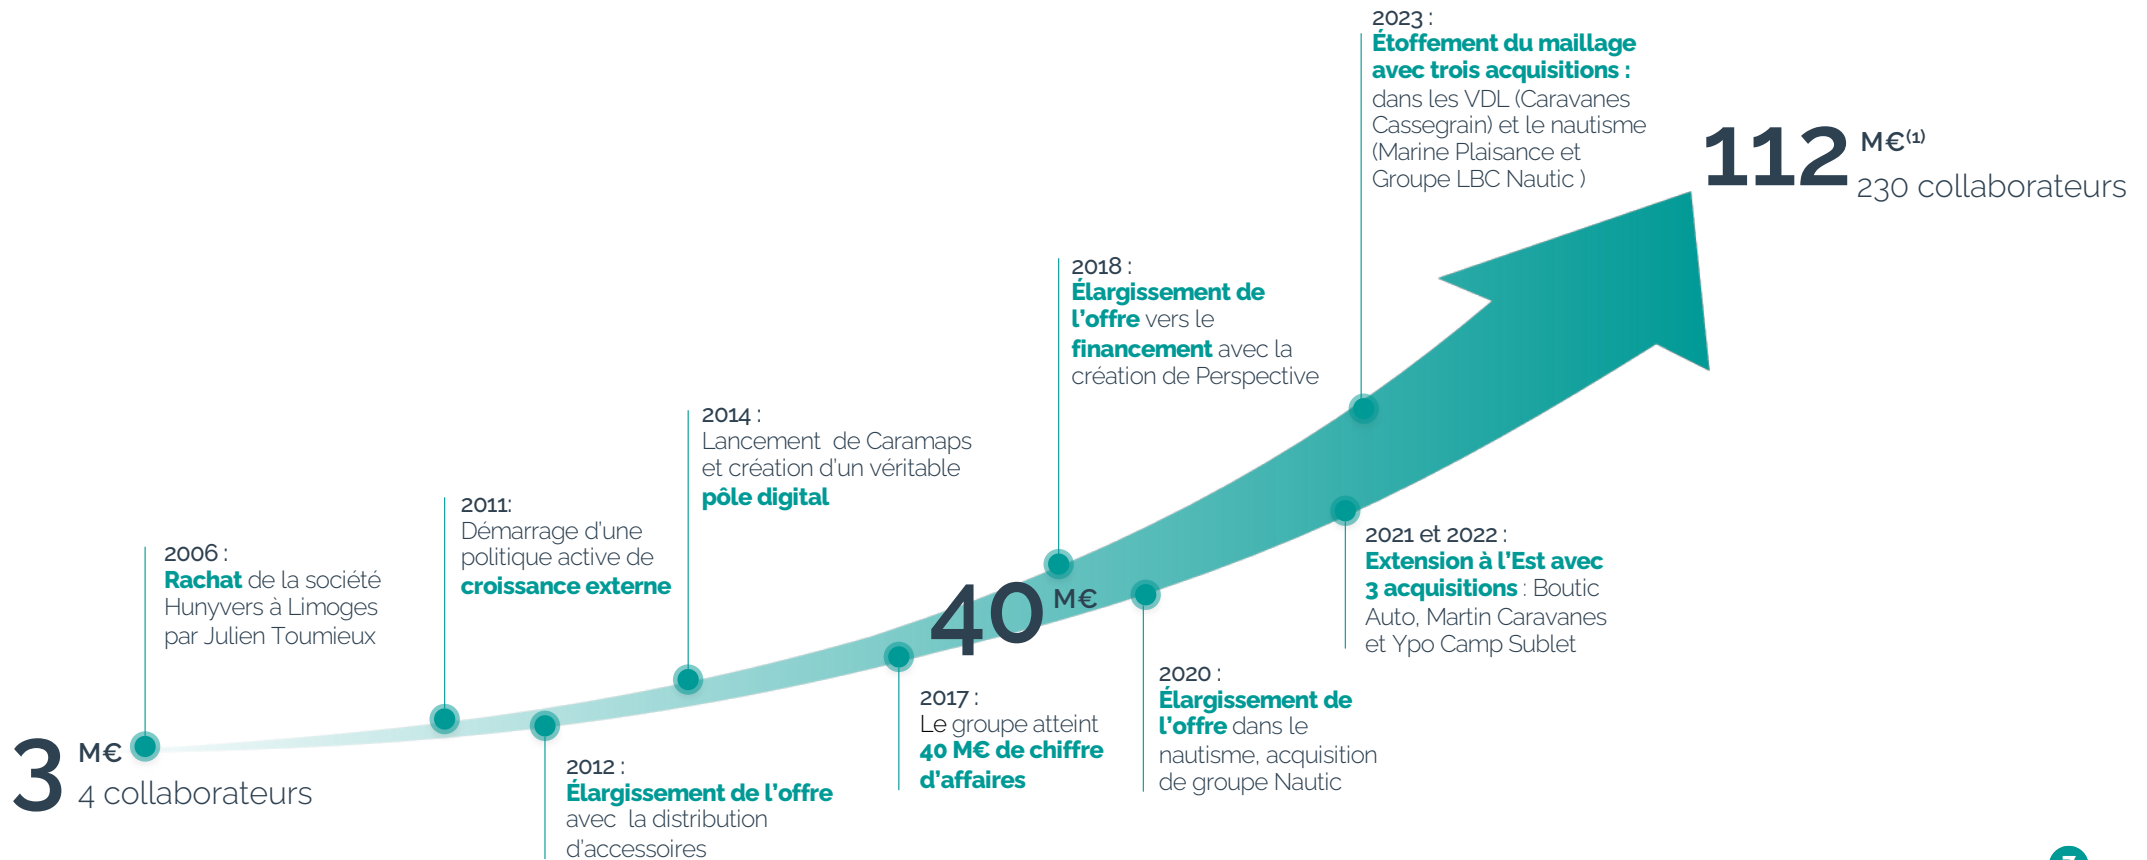 3 M€
4 collaborateurs
2006 :
Rachat de la société
Hunyvers à Limoges
par Julien Toumieux
2011:
Démarrage d'une
politique active de
croissance externe
2012 :
Élargissement de l’offre
avec la distribution
d'accessoires
2014 :
Lancement de Caramaps
et création d'un véritable
pôle digital
40 M€
2017 :
Le groupe atteint
40 M€ de chiffre
d’affaires
2018 :
Élargissement de
l’offre vers le
financement avec la
création de Perspective
2020 :
Élargissement de
l’offre dans le
nautisme, acquisition
de groupe Nautic
2021 et 2022 :
Extension à l’Est avec
3 acquisitions : Boutic
Auto, Martin Caravanes
et Ypo Camp Sublet
2023 :
Étoffement du maillage
avec trois acquisitions :
dans les VDL (Caravanes
Cassegrain) et le nautisme
(Marine Plaisance et
Groupe LBC Nautic )
112 M€(1)
230 collaborateurs